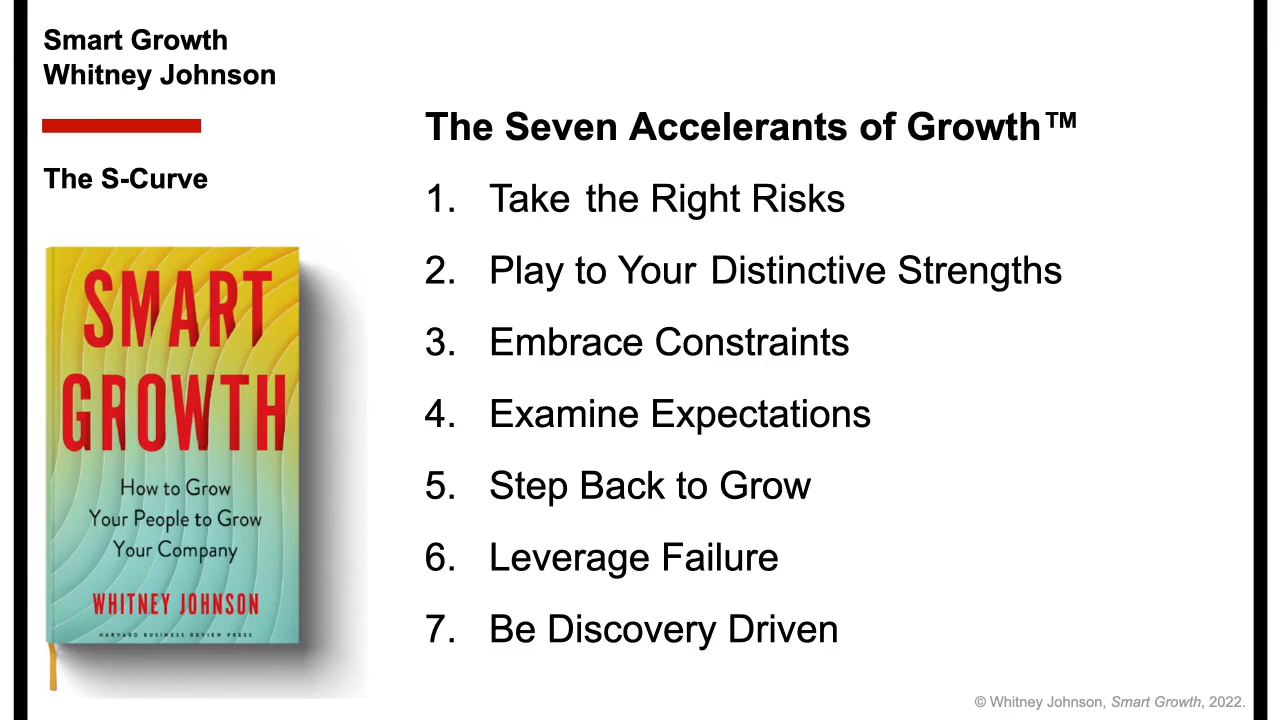 Smart Growth
Whitney Johnson
The S-Curve
SMART
GROWTH
How to Grow
Your People to Grow
Your Company
WHITNEY JOHNSON
HARVARD BUSINESS REVIEW PRESS
The Seven Accelerants of Growth™
1. Take the Right Risks
2. Play to Your Distinctive Strengths
3. Embrace Constraints
4. Examine Expectations
5. Step Back to Grow
6. Leverage Failure
7. Be Discovery Driven
© Whitney Johnson, Smart Growth, 2022.